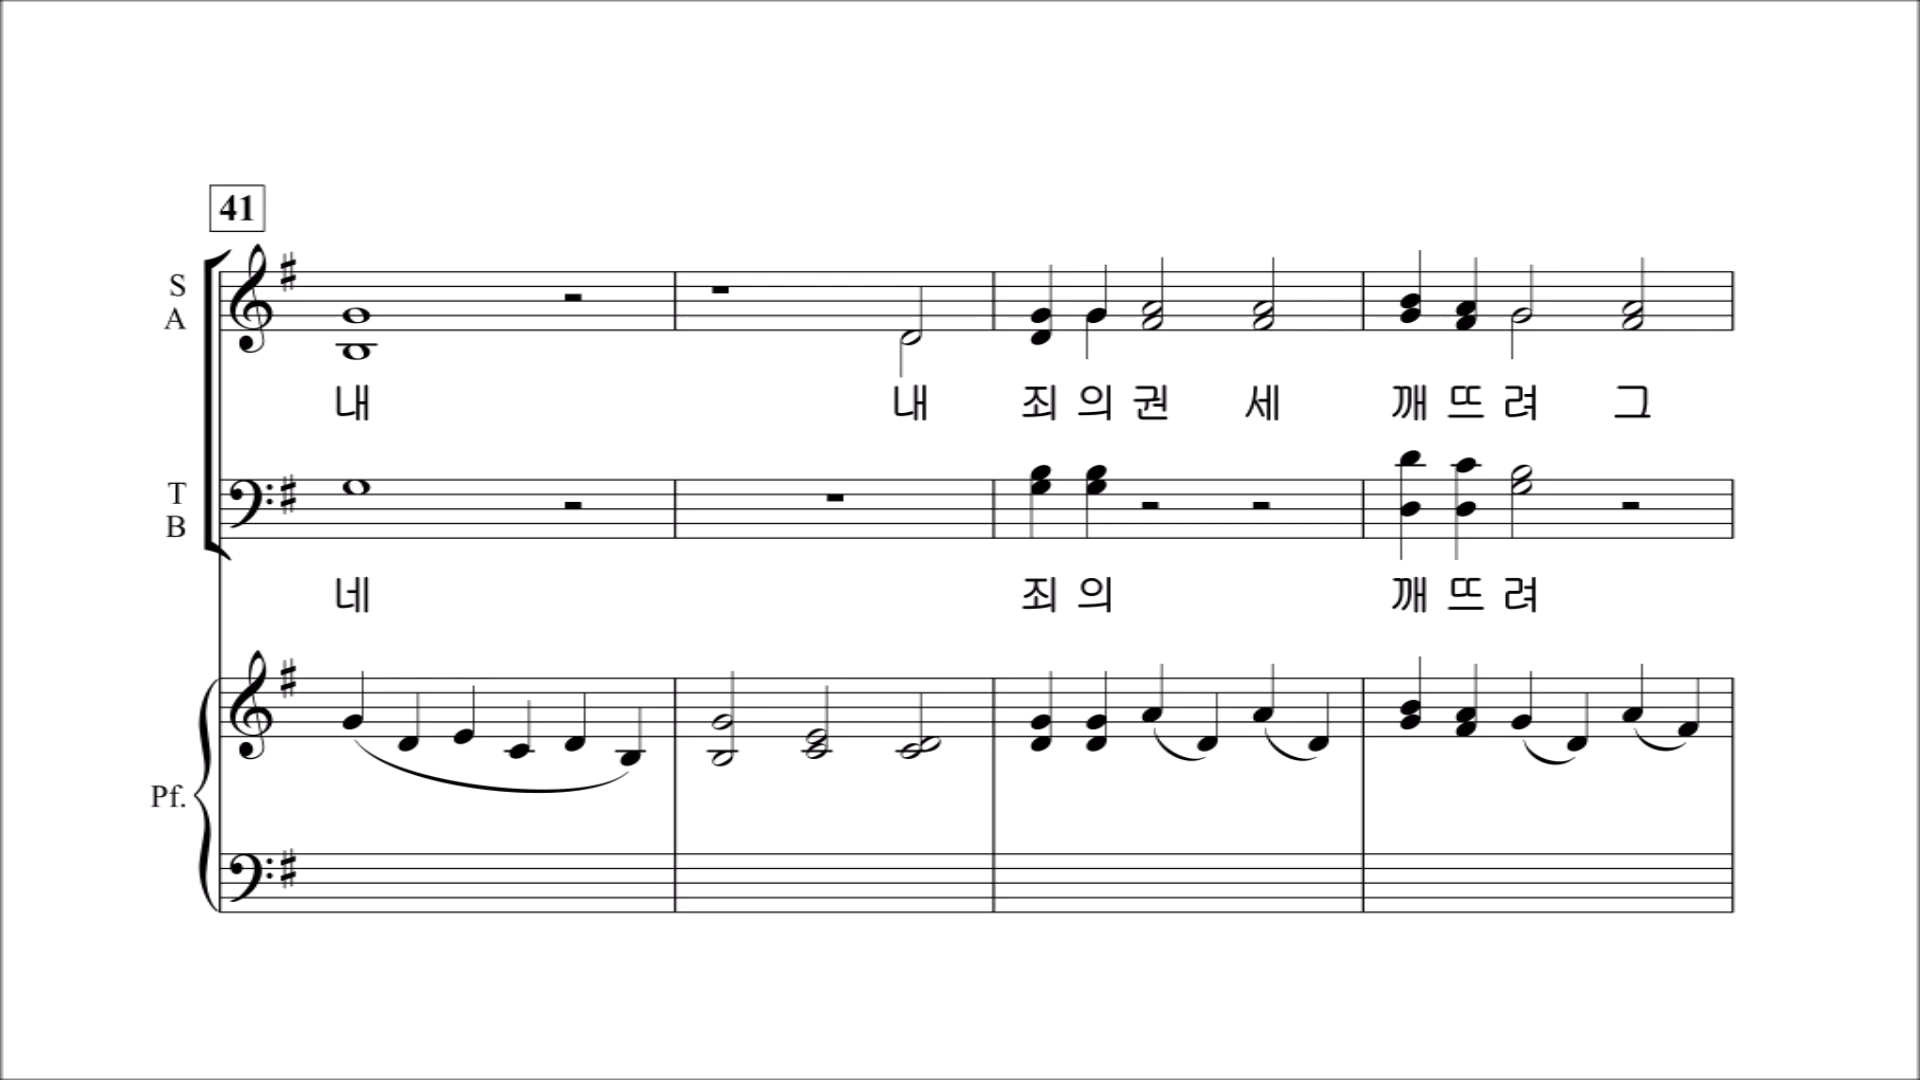 41
S
A
내 내 죄 의 권 세 깨 뜨 려 그
T
B
네 죄 의 깨 뜨 려
Pf.